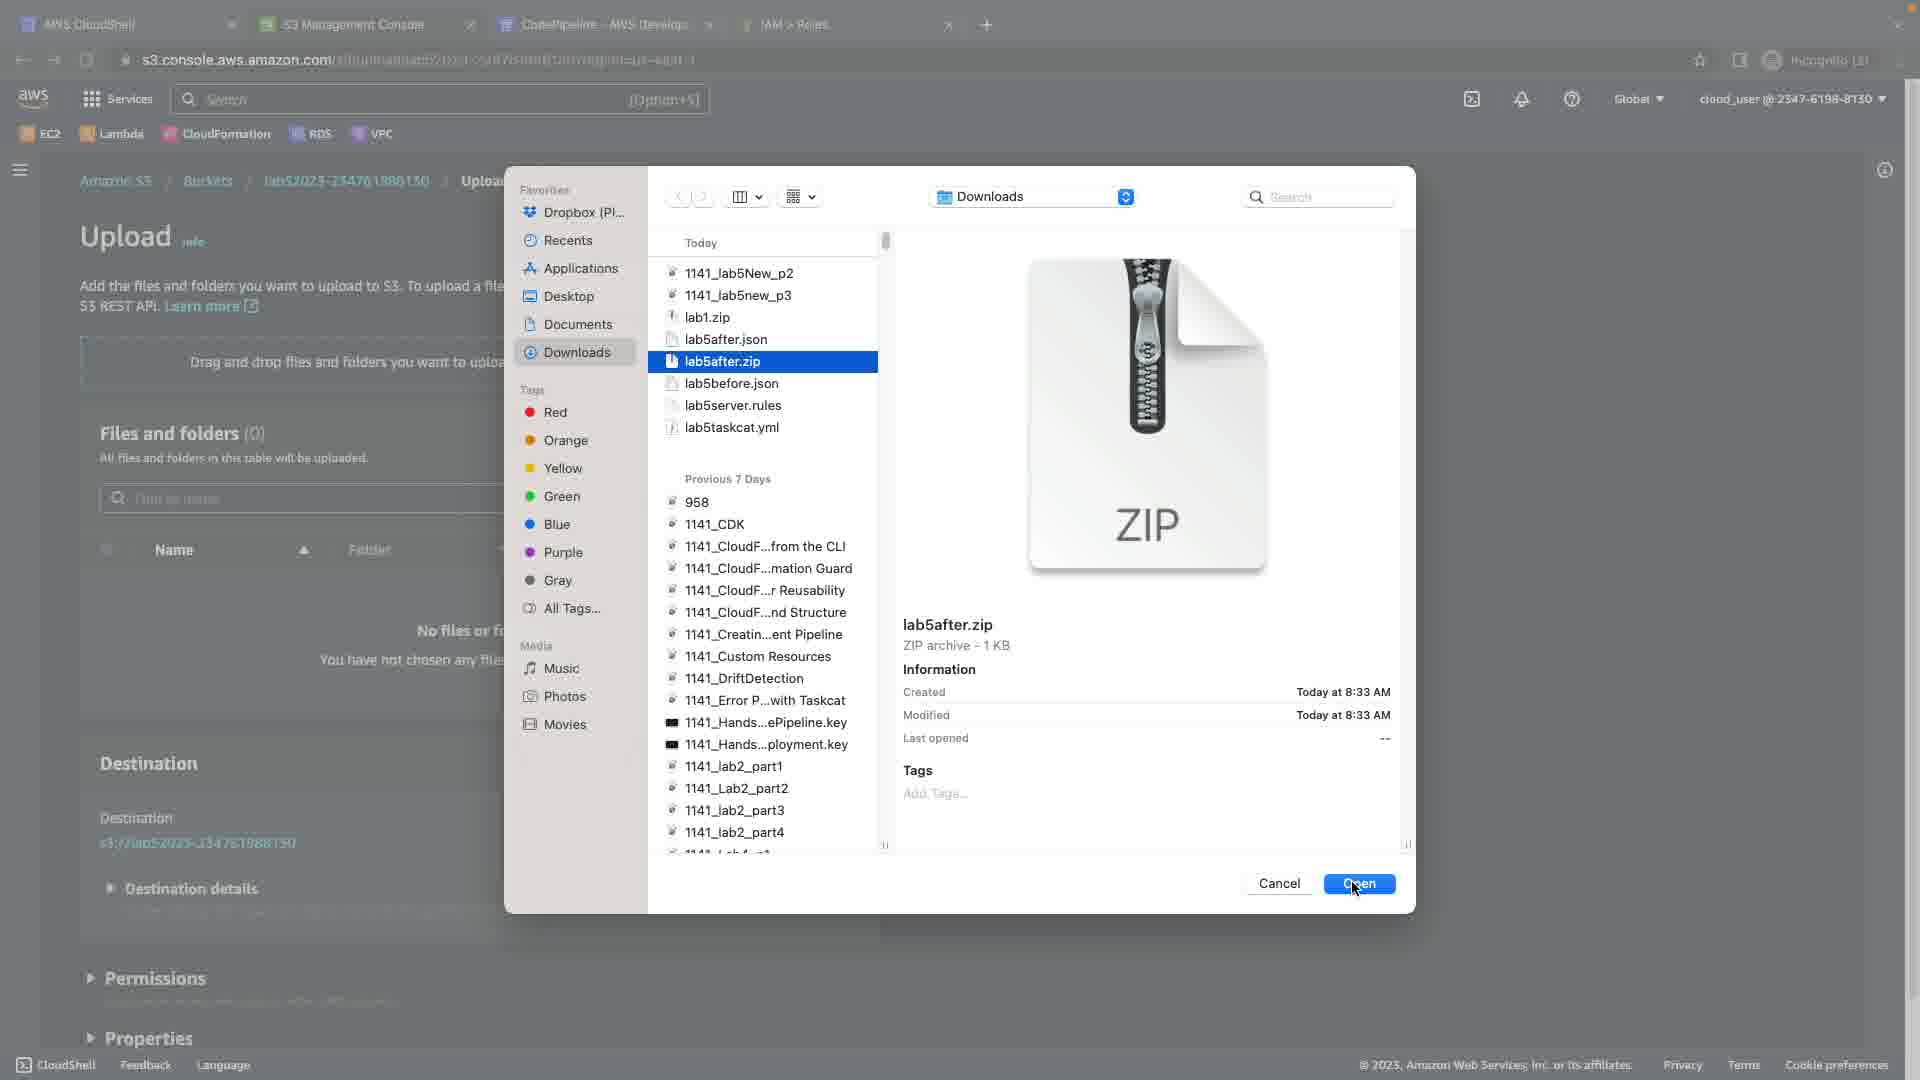 AWS CloudShell
S3 Management Console
CodePipeline - AWS Develop
IAM > Roles
s3.console.aws.amazon.com
Incognito (2)
aws
Services
Search
[Option+S]
Global
cloud_user @ 2347-6198-8130
EC2
Lambda
CloudFormation
RDS
VPC
Amazon S3 / Buckets / lab52023-234761988130 /
Upload
Info
Add the files and folders you want to upload to S3. To upload a file
S3 REST API. Learn more
Drag and drop files and folders you want to
Files and folders (0)
All files and folders in this table will be uploaded.
Find by name
Name
Folder
No files or
You have not chosen any files
Destination
Destination
s3://lab52023-234761988130
Destination details
Permissions
Properties
Favorites
Dropbox (Pl...
Recents
Applications
Desktop
Documents
Downloads
Tags
Red
Orange
Yellow
Green
Blue
Purple
Gray
All Tags...
Media
Music
Photos
Movies
Downloads
Search
Today
1141_lab5New_p2
1141_lab5new_p3
lab1.zip
lab5after.json
lab5after.zip
lab5before.json
lab5server.rules
lab5taskcat.yml
Previous 7 Days
958
1141_CDK
1141_CloudF...from the CLI
1141_CloudF...mation Guard
1141_CloudF...r Reusability
1141_CloudF...nd Structure
1141_Creatin...ent Pipeline
1141_Custom Resources
1141_DriftDetection
1141_Error P...with Taskcat
1141_Hands...ePipeline.key
1141_Hands...ployment.key
1141_lab2_part1
1141_Lab2_part2
1141_lab2_part3
1141_lab2_part4
ZIP
lab5after.zip
ZIP archive - 1 KB
Information
Created
Today at 8:33 AM
Modified
Today at 8:33 AM
Last opened
--
Tags
Add Tags...
Cancel
Open
CloudShell
Feedback
Language
© 2023, Amazon Web Services, Inc. or its affiliates.
Privacy
Terms
Cookie preferences